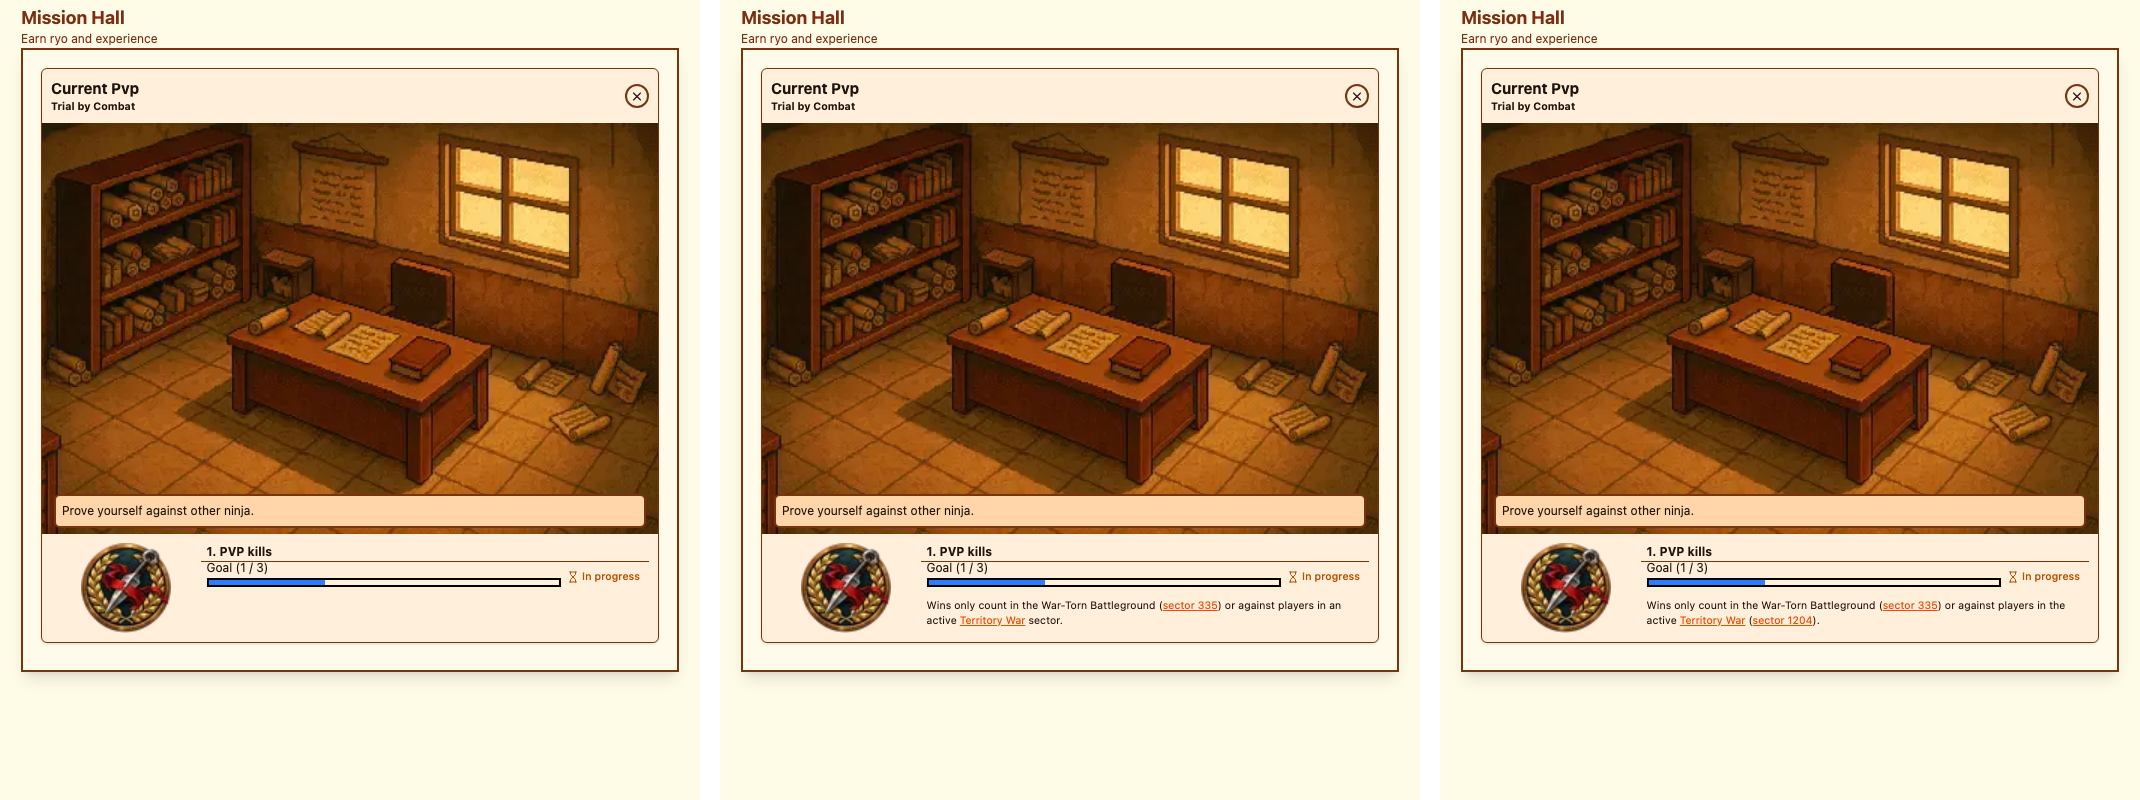 Mission Hall
Earn ryo and experience
Current Pvp
Trial by Combat
Prove yourself against other ninja.
1. PVP kills
Goal (1 / 3)
In progress
Mission Hall
Earn ryo and experience
Current Pvp
Trial by Combat
Prove yourself against other ninja.
1. PVP kills
Goal (1 / 3)
In progress
Wins only count in the War-Torn Battleground (sector 335) or against players in an
active Territory War sector.
Mission Hall
Earn ryo and experience
Current Pvp
Trial by Combat
Prove yourself against other ninja.
1. PVP kills
Goal (1 / 3)
In progress
Wins only count in the War-Torn Battleground (sector 335) or against players in the
active Territory War (sector 1204).